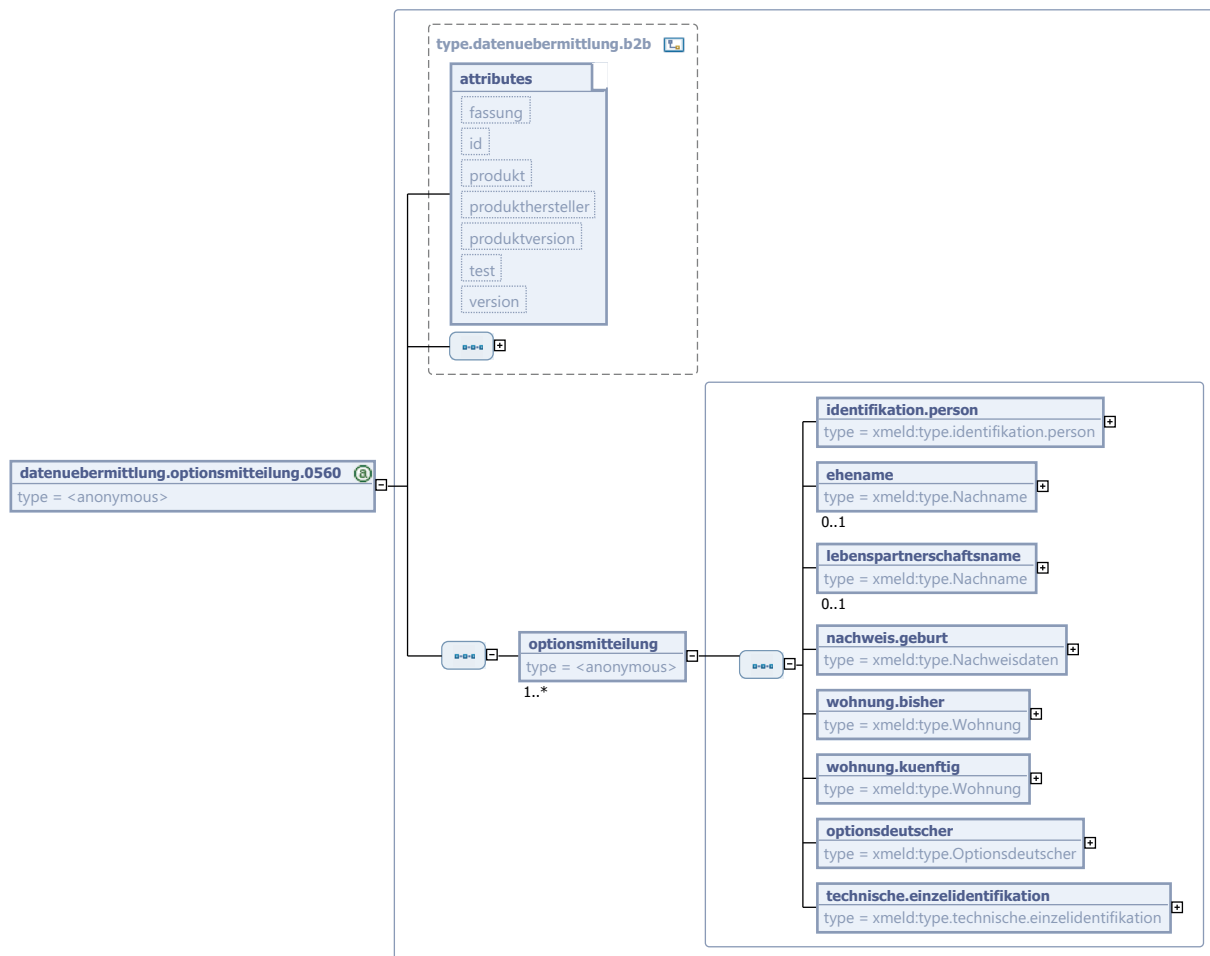 type.datenuebermittlung.b2b
attributes
fassung
id
produkt
produkthersteller
produktversion
test
version
datenuebermittlung.optionsmitteilung.0560
type = <anonymous>
optionsmitteilung
type = <anonymous>
1..*
identifikation.person
type = xmeld:type.identifikation.person
ehename
type = xmeld:type.Nachname
0..1
lebenspartnerschaftsname
type = xmeld:type.Nachname
0..1
nachweis.geburt
type = xmeld:type.Nachweisdaten
wohnung.bisher
type = xmeld:type.Wohnung
wohnung.kuenftig
type = xmeld:type.Wohnung
optionsdeutscher
type = xmeld:type.Optionsdeutscher
technische.einzelidentifikation
type = xmeld:type.technische.einzelidentifikation